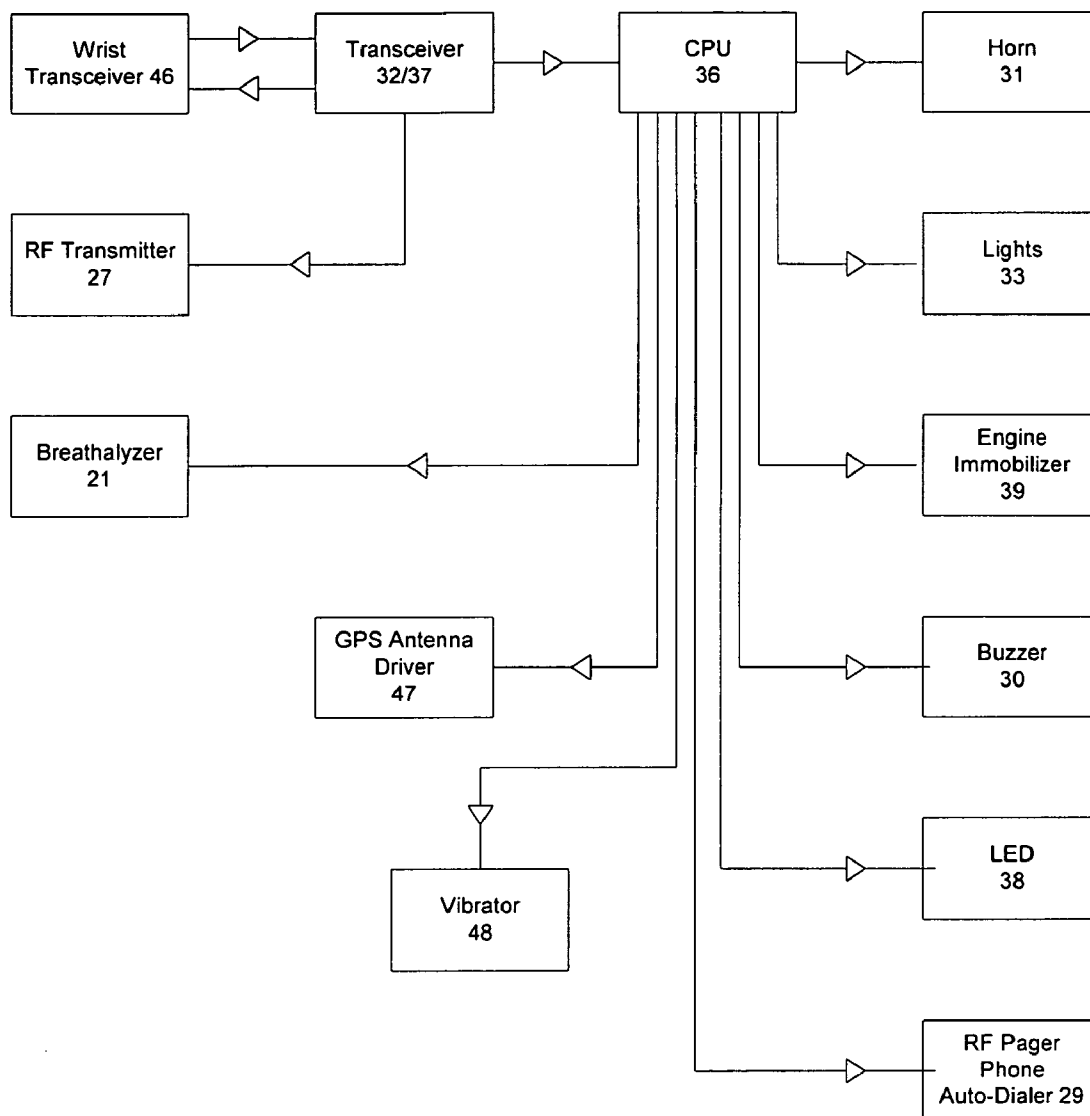 Wrist
Transceiver 46
Transceiver
32/37
CPU
36
Horn
31
RF Transmitter
27
Lights
33
Breathalyzer
21
Engine
Immobilizer
39
GPS Antenna
Driver
47
Buzzer
30
Vibrator
48
LED
38
RF Pager
Phone
Auto-Dialer 29